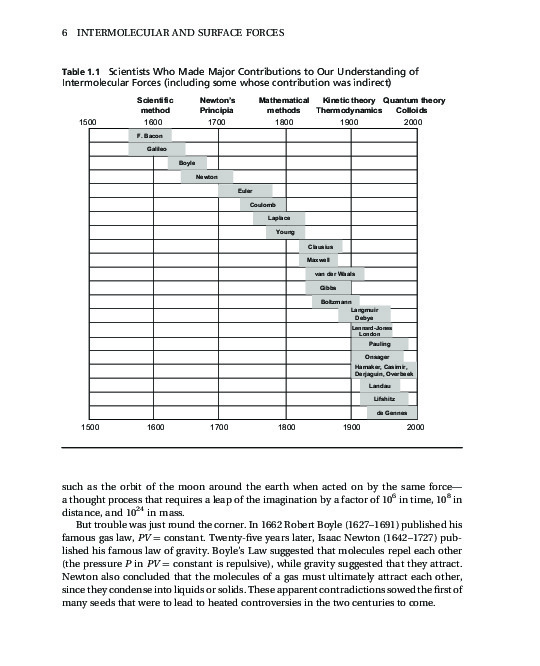 6 INTERMOLECULAR AND SURFACE FORCES
Table 1.1 Scientists Who Made Major Contributions to Our Understanding of
Intermolecular Forces (including some whose contribution was indirect)
Scientific Newton's Mathematical Kinetic theory Quantum theory
method Principia methods Thermodynamics Colloids
1500 1600 1700 1800 1900 2000
F. Bacon
Galileo
Boyle
Newton
Euler
Coulomb
Laplace
Young
Clausius
Maxwell
van der Waals
Gibbs
Boltzmann
Langmuir
Debye
Lennard-Jones
London
Pauling
Onsager
Hamaker, Casimir,
Derjaguin, Overbeek
Landau
Lifshitz
de Gennes
1500 1600 1700 1800 1900 2000
such as the orbit of the moon around the earth when acted on by the same force—
a thought process that requires a leap of the imagination by a factor of 10⁶ in time, 10⁸ in
distance, and 10²⁴ in mass.
But trouble was just round the corner. In 1662 Robert Boyle (1627–1691) published his
famous gas law, PV = constant. Twenty-five years later, Isaac Newton (1642–1727) pub-
lished his famous law of gravity. Boyle's Law suggested that molecules repel each other
(the pressure P in PV = constant is repulsive), while gravity suggested that they attract.
Newton also concluded that the molecules of a gas must ultimately attract each other,
since they condense into liquids or solids. These apparent contradictions sowed the first of
many seeds that were to lead to heated controversies in the two centuries to come.